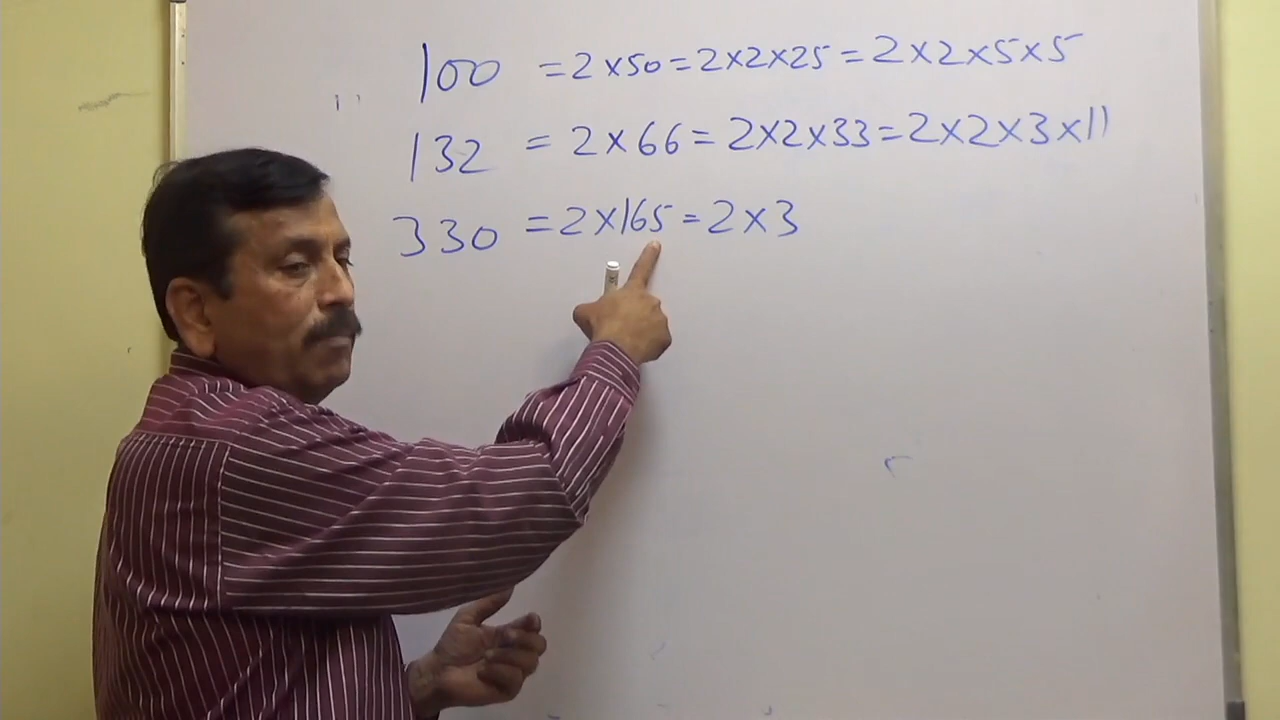 100 = 2 × 50 = 2 × 2 × 25 = 2 × 2 × 5 × 5
132 = 2 × 66 = 2 × 2 × 33 = 2 × 2 × 3 × 11
330 = 2 × 165 = 2 × 3